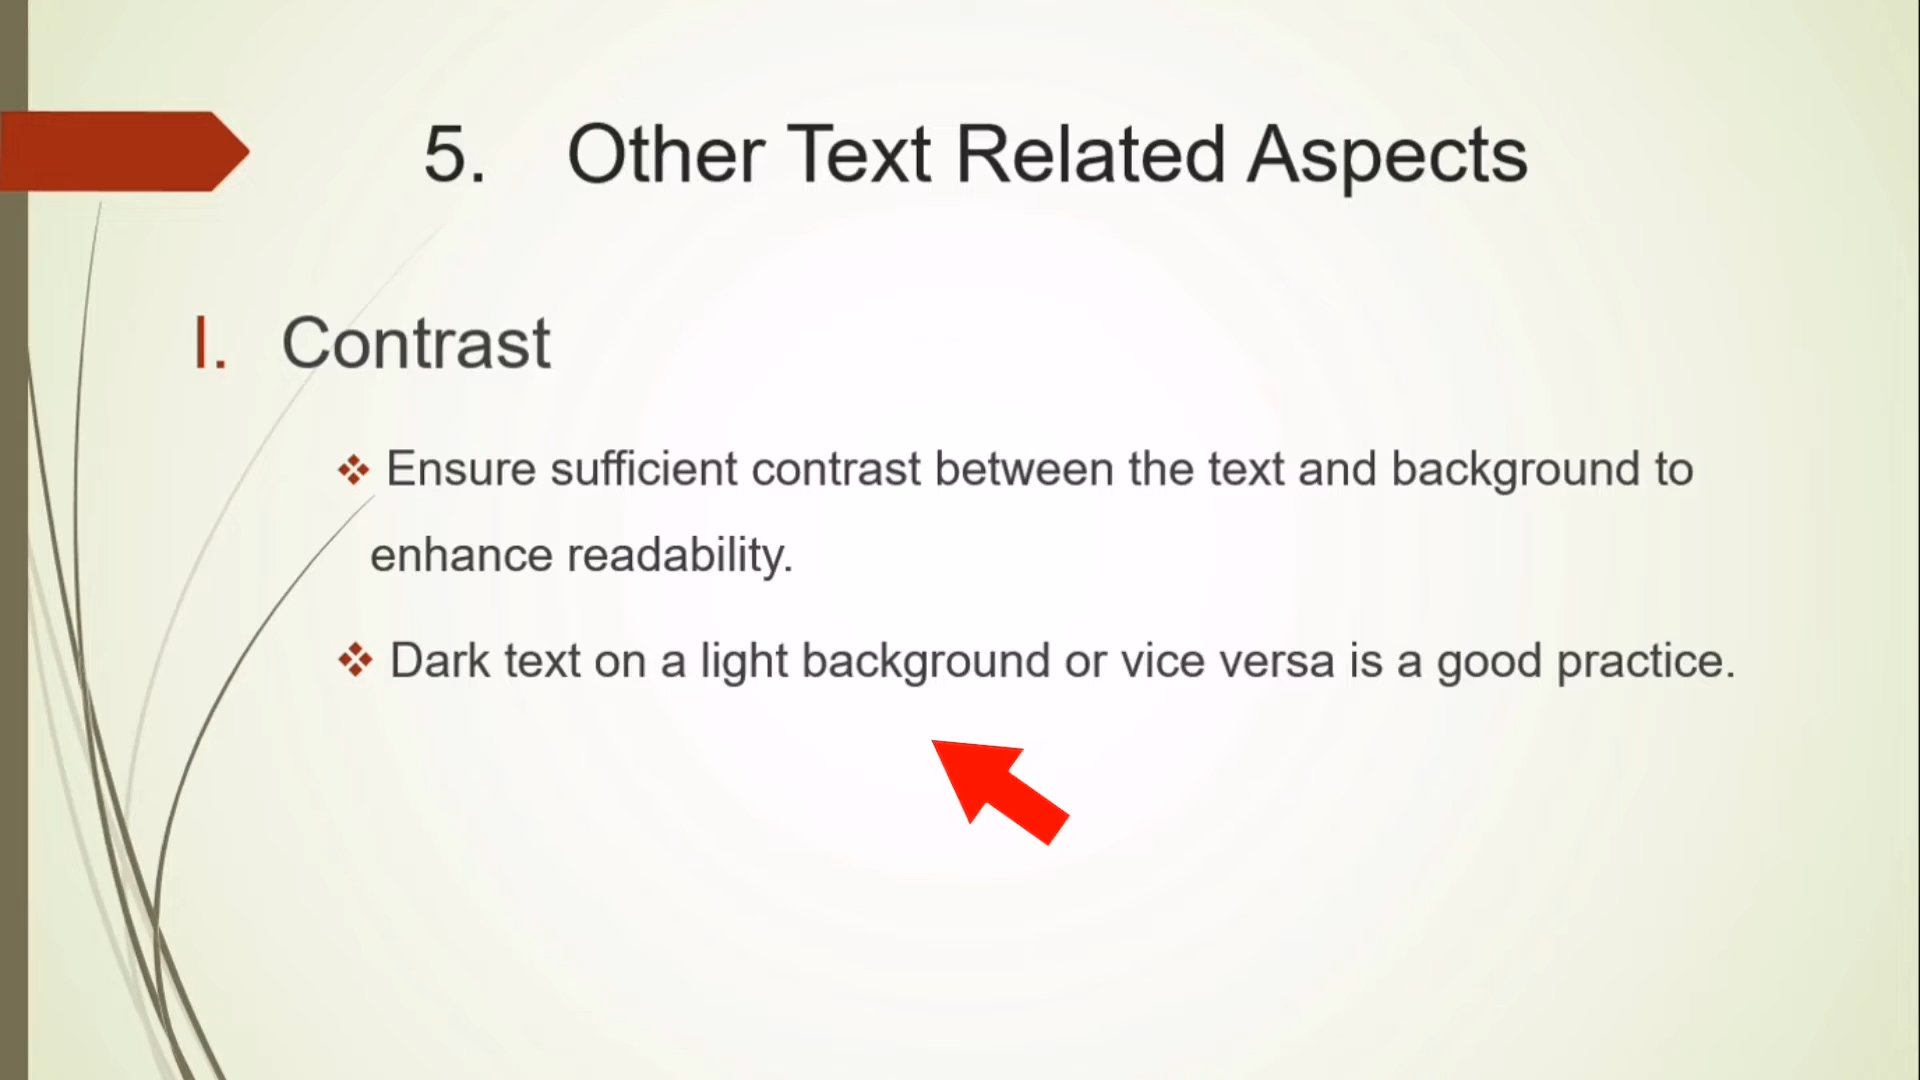 5. Other Text Related Aspects
I. Contrast
❖ Ensure sufficient contrast between the text and background to
enhance readability.
❖ Dark text on a light background or vice versa is a good practice.